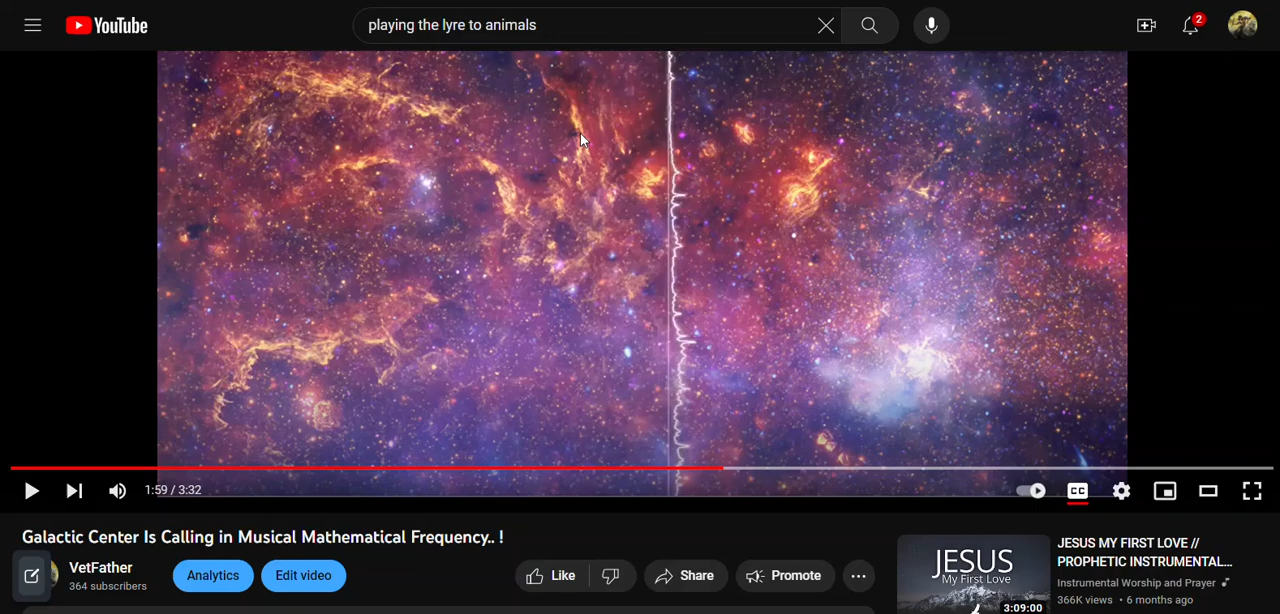 YouTube
playing the lyre to animals
2
1:59 / 3:32
CC
Galactic Center Is Calling in Musical Mathematical Frequency.. !
VetFather
364 subscribers
Analytics
Edit video
Like
Share
Promote
JESUS
My First Love
3:09:00
JESUS MY FIRST LOVE //
PROPHETIC INSTRUMENTAL...
Instrumental Worship and Prayer
366K views • 6 months ago